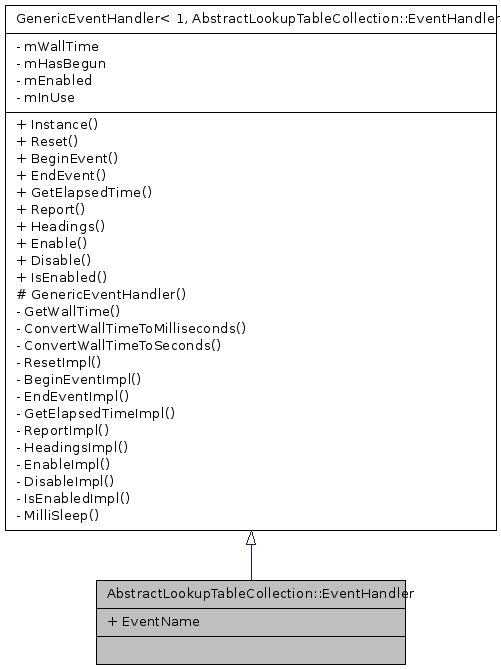 GenericEventHandler< 1, AbstractLookupTableCollection::EventHandler
- mWallTime
- mHasBegun
- mEnabled
- mInUse
+ Instance()
+ Reset()
+ BeginEvent()
+ EndEvent()
+ GetElapsedTime()
+ Report()
+ Headings()
+ Enable()
+ Disable()
+ IsEnabled()
# GenericEventHandler()
- GetWallTime()
- ConvertWallTimeToMilliseconds()
- ConvertWallTimeToSeconds()
- ResetImpl()
- BeginEventImpl()
- EndEventImpl()
- GetElapsedTimeImpl()
- ReportImpl()
- HeadingsImpl()
- EnableImpl()
- DisableImpl()
- IsEnabledImpl()
- MilliSleep()
AbstractLookupTableCollection::EventHandler
+ EventName